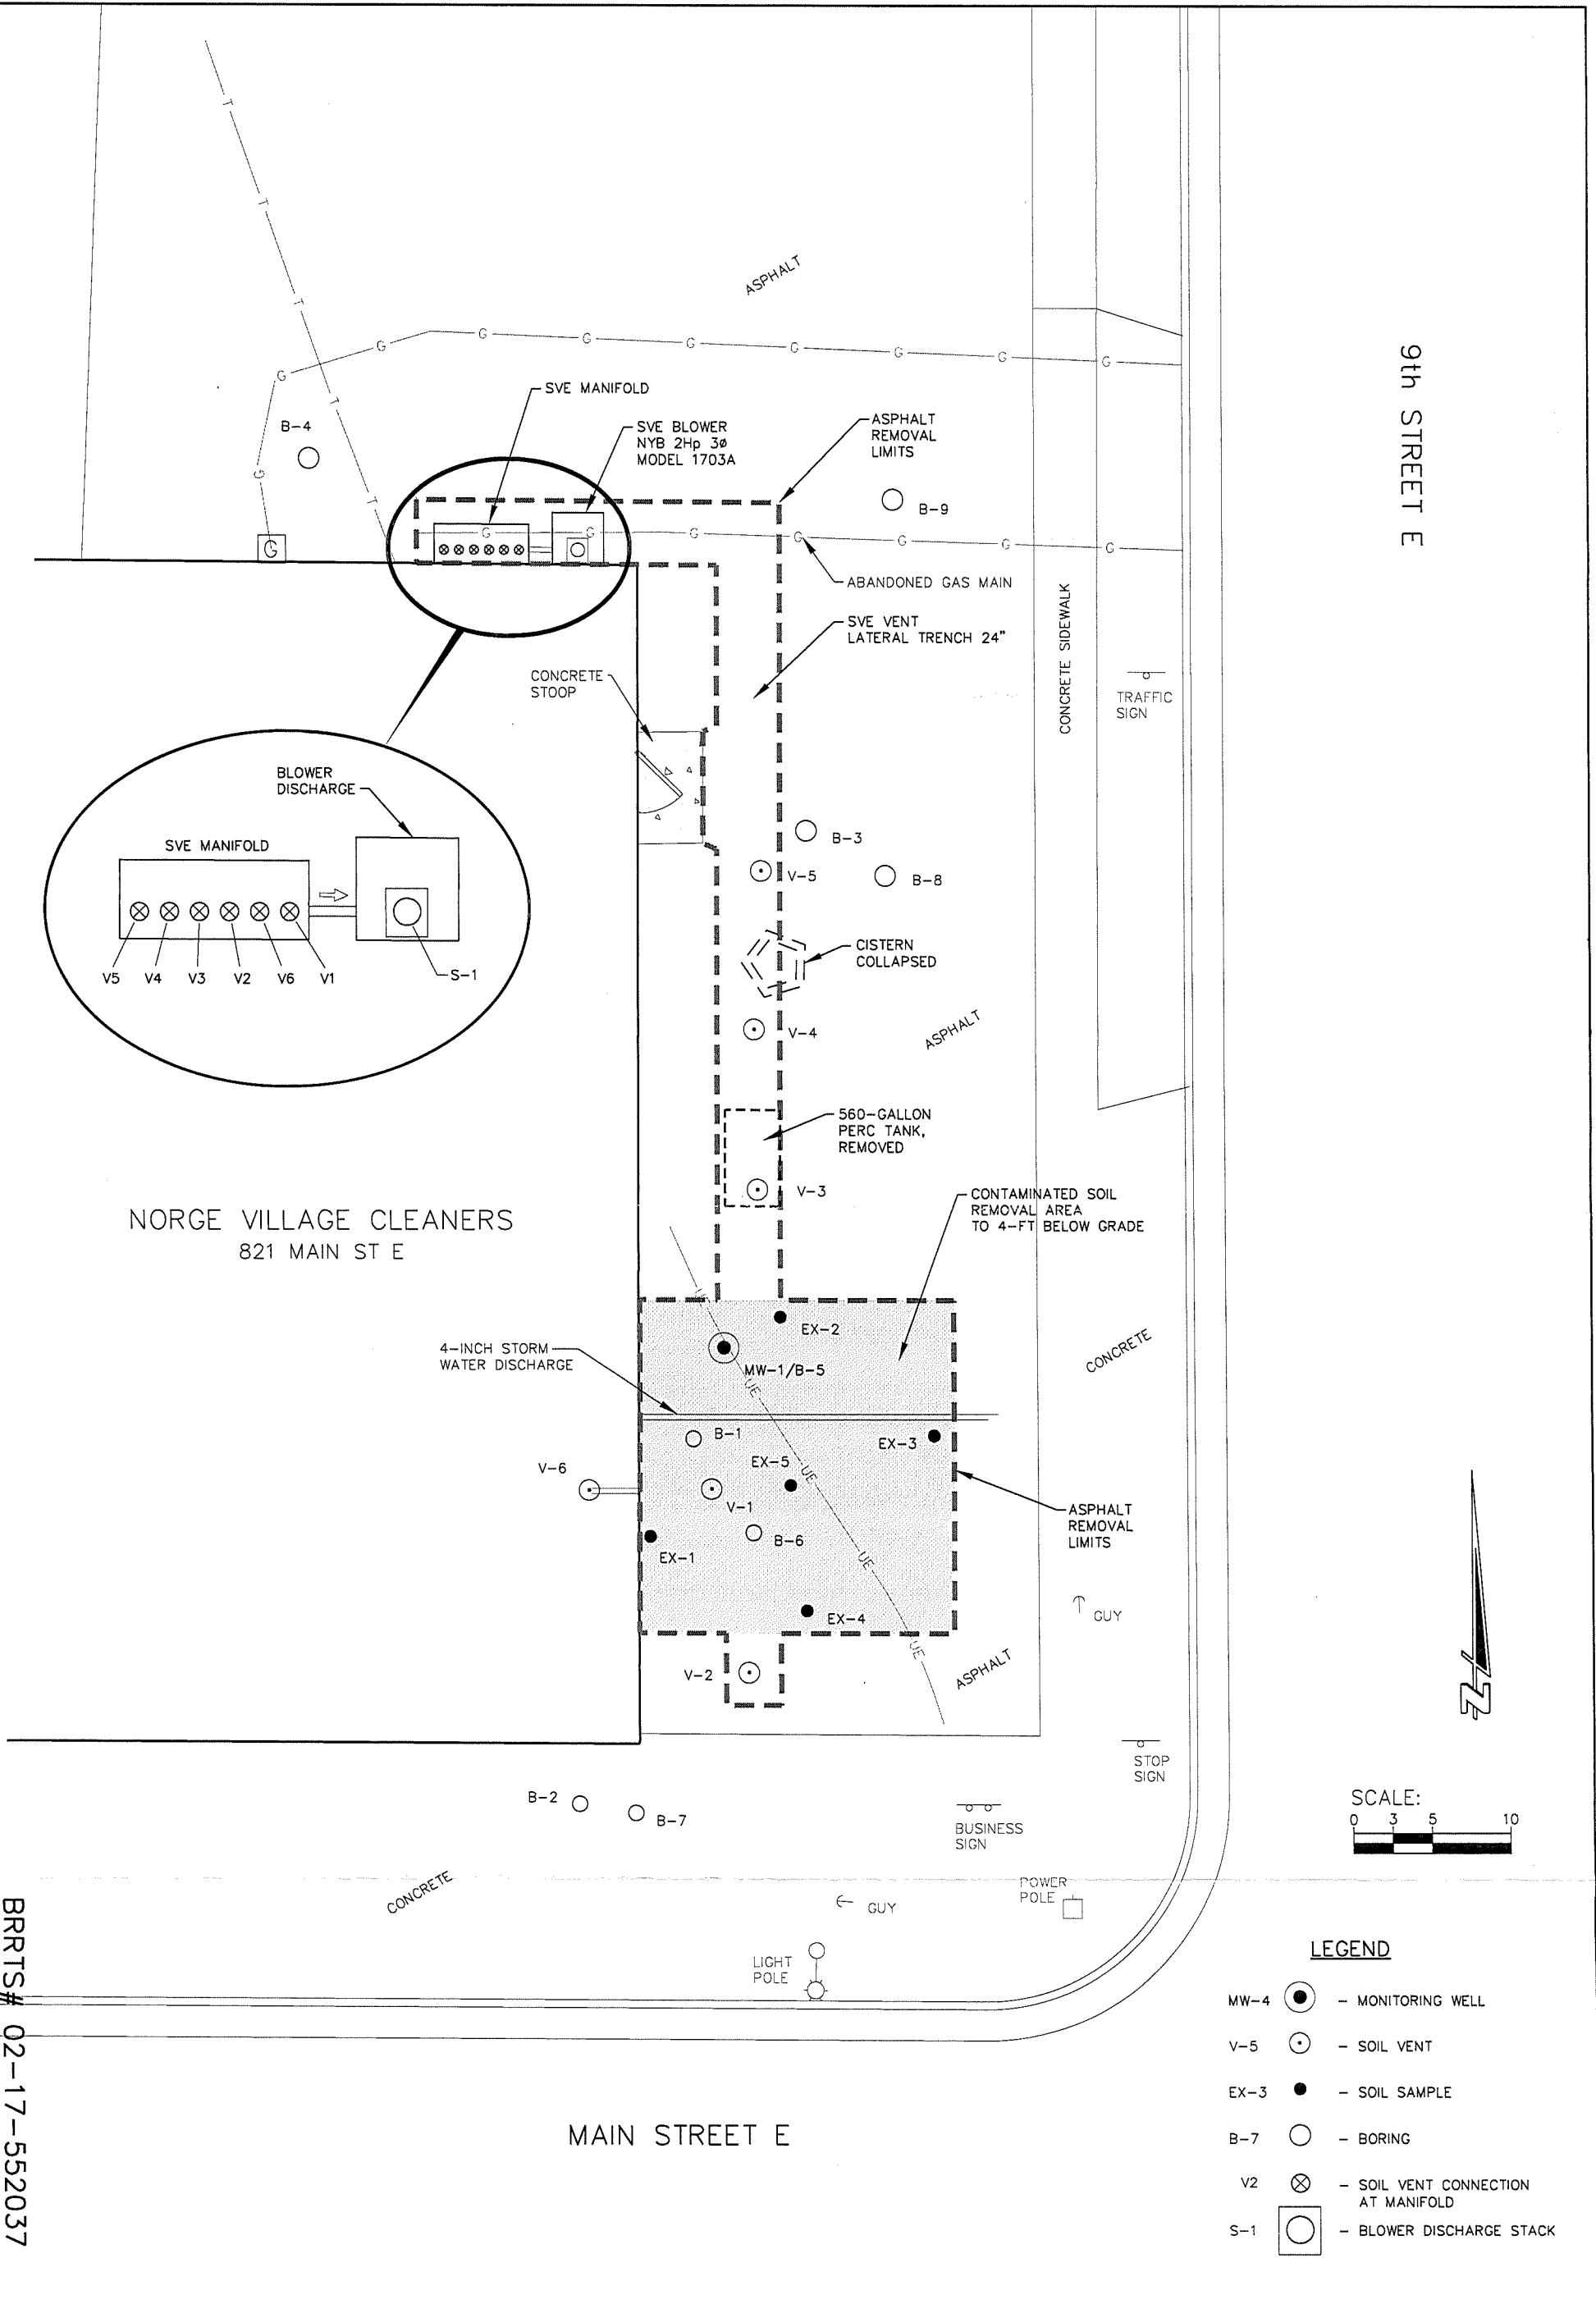 ASPHALT
9th STREET E
T
T
T
T
T
G
G
G
G
G
G
G
G
G
G
G
SVE MANIFOLD
SVE BLOWER
NYB 2Hp 3ø
MODEL 1703A
ASPHALT
REMOVAL
LIMITS
B-4
B-9
G
G
G
G
G
G
G
ABANDONED GAS MAIN
SVE VENT
LATERAL TRENCH 24"
CONCRETE SIDEWALK
CONCRETE
STOOP
TRAFFIC
SIGN
BLOWER
DISCHARGE
SVE MANIFOLD
V5
V4
V3
V2
V6
V1
S-1
B-3
V-5
B-8
CISTERN
COLLAPSED
V-4
ASPHALT
560-GALLON
PERC TANK,
REMOVED
V-3
NORGE VILLAGE CLEANERS
821 MAIN ST E
CONTAMINATED SOIL
REMOVAL AREA
TO 4-FT BELOW GRADE
UE
EX-2
4-INCH STORM
WATER DISCHARGE
MW-1/B-5
UE
CONCRETE
B-1
EX-3
EX-5
UE
V-6
V-1
ASPHALT
REMOVAL
LIMITS
B-6
EX-1
UE
EX-4
GUY
UE
V-2
ASPHALT
N
STOP
SIGN
B-2
B-7
BUSINESS
SIGN
SCALE:
0 3 5 10
CONCRETE
GUY
POWER
POLE
LIGHT
POLE
LEGEND
MW-4 - MONITORING WELL
V-5 - SOIL VENT
EX-3 - SOIL SAMPLE
B-7 - BORING
V2 - SOIL VENT CONNECTION
AT MANIFOLD
S-1 - BLOWER DISCHARGE STACK
MAIN STREET E
BRRTS# 02-17-552037